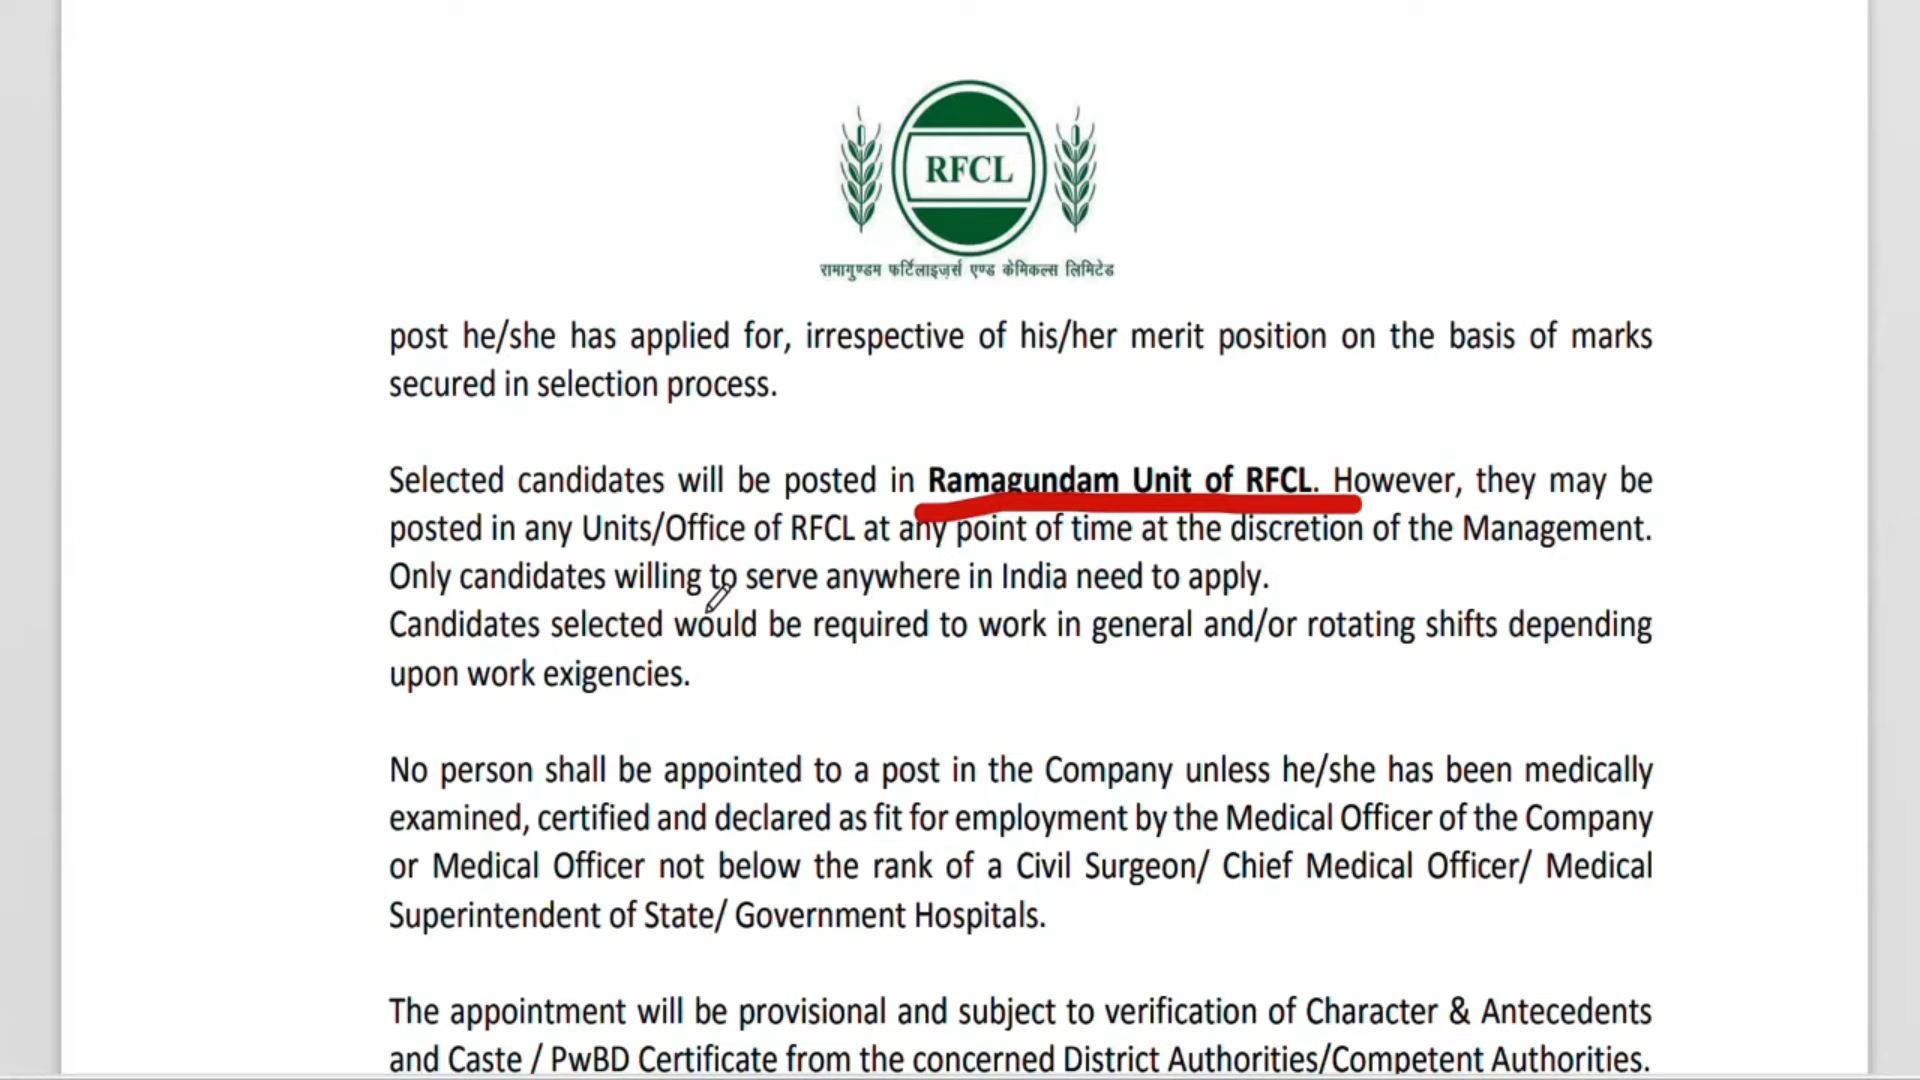 RFCL
रामागुण्डम फर्टिलाइज़र्स एण्ड केमिकल्स लिमिटेड
post he/she has applied for, irrespective of his/her merit position on the basis of marks
secured in selection process.
Selected candidates will be posted in Ramagundam Unit of RFCL. However, they may be
posted in any Units/Office of RFCL at any point of time at the discretion of the Management.
Only candidates willing to serve anywhere in India need to apply.
Candidates selected would be required to work in general and/or rotating shifts depending
upon work exigencies.
No person shall be appointed to a post in the Company unless he/she has been medically
examined, certified and declared as fit for employment by the Medical Officer of the Company
or Medical Officer not below the rank of a Civil Surgeon/ Chief Medical Officer/ Medical
Superintendent of State/ Government Hospitals.
The appointment will be provisional and subject to verification of Character & Antecedents
and Caste / PwBD Certificate from the concerned District Authorities/Competent Authorities.